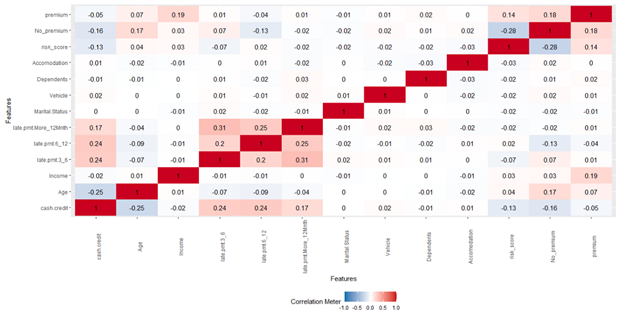 premium -0.05 0.07 0.19 0.01 -0.04 0.01 -0.01 0.01 0.02 0 0.14 0.18 1
No_premium -0.16 0.17 0.03 0.07 -0.13 -0.02 0.02 0 0.01 0.02 -0.28 1 0.18
risk_score -0.13 0.04 0.03 -0.07 0.02 -0.02 -0.02 -0.02 -0.03 1 -0.28 0.14
Accomodation 0.01 -0.02 -0.01 0 0.01 0.02 0 -0.02 -0.03 1 -0.03 0.02 0
Dependents -0.01 -0.01 0 -0.01 0.02 0.03 0 -0.02 1 -0.03 -0.02 0.01 0.02
Vehicle 0.02 0 0 0.01 0.02 0.02 0.01 1 -0.02 -0.02 -0.02 0 0.01
Marital.Status 0 0 -0.01 0.02 -0.02 -0.01 1 0.01 0 0 0 0.02 -0.01
late.pmt.More_12Mnth 0.17 -0.04 0 0.31 0.25 1 -0.01 0.02 0.03 0.02 -0.02 -0.02 0.01
late.pmt.6_12 0.24 -0.09 -0.01 0.2 1 0.25 -0.02 0.02 0.02 0.01 0.02 -0.13 -0.04
late.pmt.3_6 0.24 -0.07 -0.01 1 0.2 0.31 0.02 0.01 -0.01 0 -0.07 0.07 0.01
Income -0.02 0.01 1 -0.01 -0.01 0 -0.01 0 0 -0.01 0.03 0.03 0.19
Age -0.25 1 0.01 -0.07 -0.09 -0.04 0 0 -0.01 -0.02 0.04 0.17 0.07
cash.credit 1 -0.25 -0.02 0.24 0.24 0.17 0 0.02 -0.01 0.01 -0.13 -0.16 -0.05
Features
cash.credit Age Income late.pmt.3_6 late.pmt.6_12 late.pmt.More_12Mnth Marital.Status Vehicle Dependents Accomodation risk_score No_premium premium
Features
Correlation Meter
-1.0 -0.5 0.0 0.5 1.0